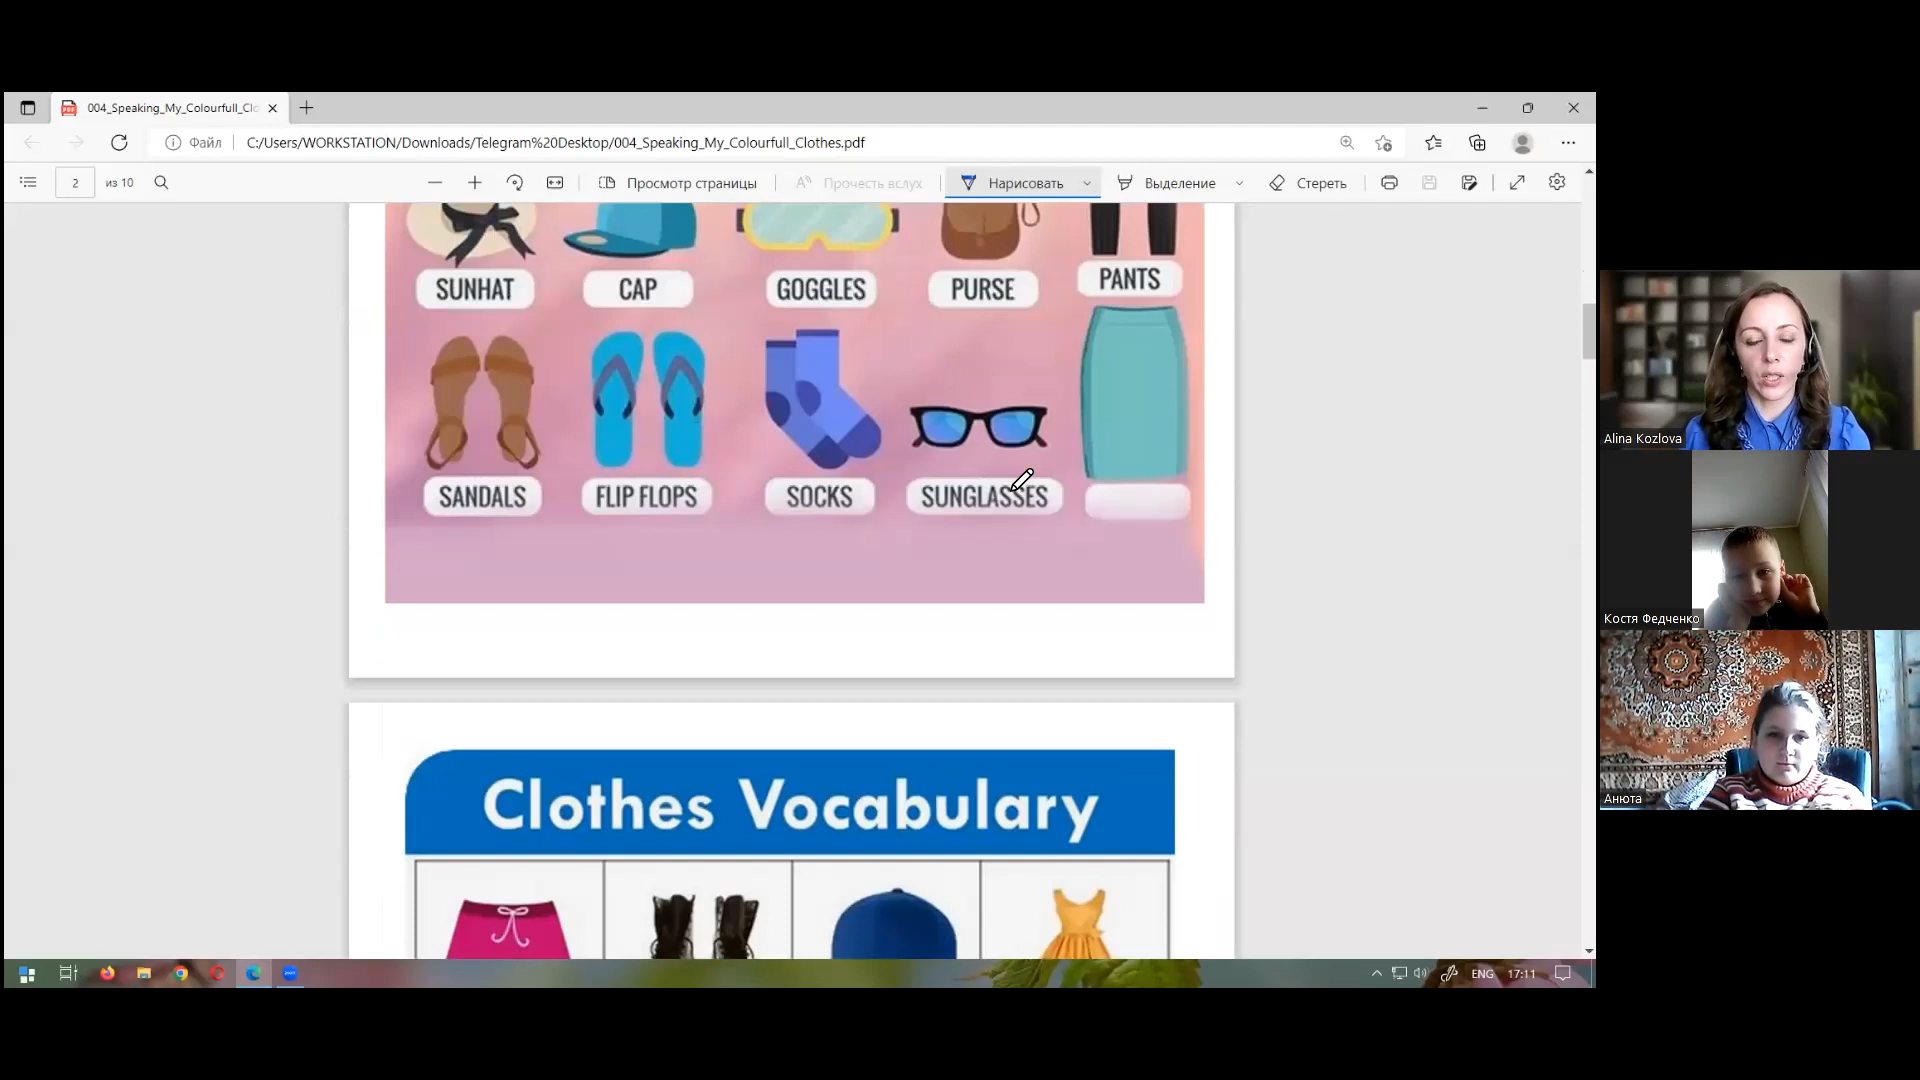 004_Speaking_My_Colourfull_Clo
Файл
C:/Users/WORKSTATION/Downloads/Telegram%20Desktop/004_Speaking_My_Colourfull_Clothes.pdf
2 из 10
Просмотр страницы
Прочесть вслух
Нарисовать
Выделение
Стереть
SUNHAT CAP GOGGLES PURSE PANTS
SANDALS FLIP FLOPS SOCKS SUNGLASSES
Clothes Vocabulary
Alina Kozlova
Костя Федченко
Анюта
ENG 17:11